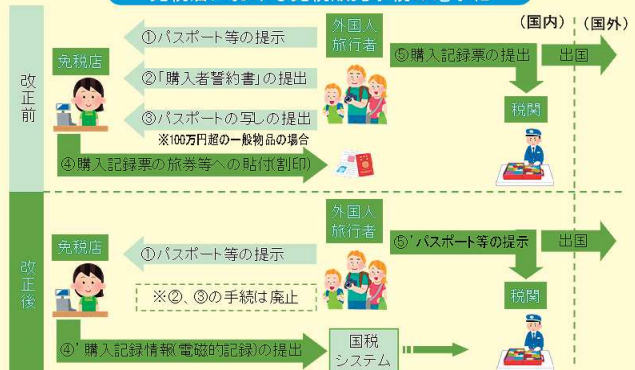 (国内)
(国外)
改正前
免税店
外国人
旅行者
①パスポート等の提示
②「購入者誓約書」の提出
③パスポートの写しの提出
※100万円超の一般物品の場合
④購入記録票の旅券等への貼付(割印)
⑤購入記録票の提出
出国
税関
改正後
免税店
外国人
旅行者
①パスポート等の提示
※②、③の手続は廃止
④’購入記録情報(電磁的記録)の提出
国税
システム
⑤’パスポート等の提示
出国
税関